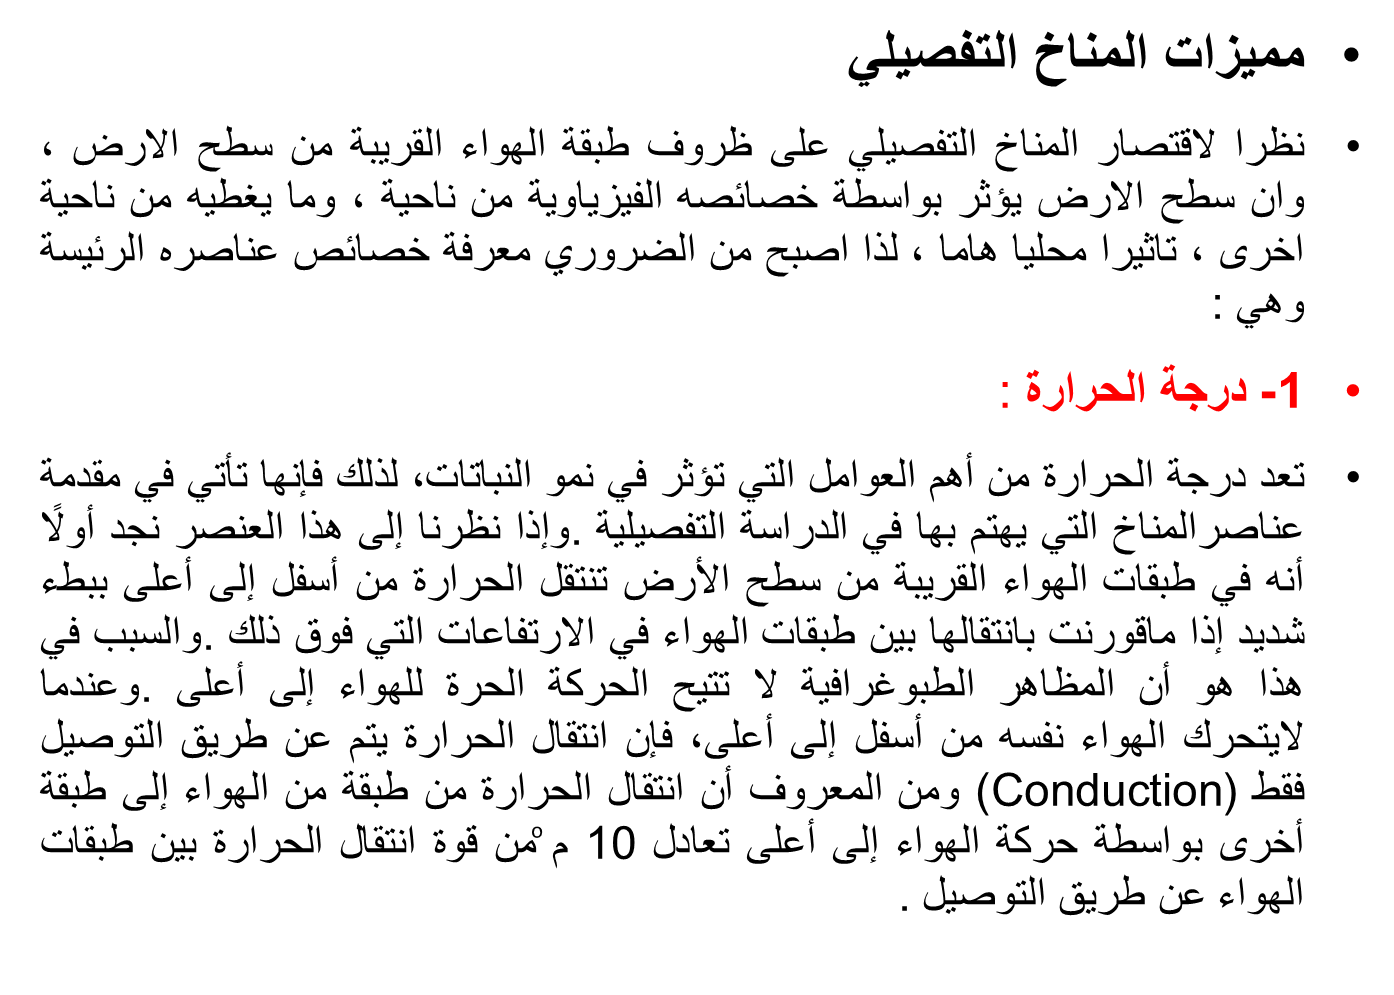 • مميزات المناخ التفصيلي
• نظرا لاقتصار المناخ التفصيلي على ظروف طبقة الهواء القريبة من سطح الارض ،
وان سطح الارض يؤثر بواسطة خصائصه الفيزياوية من ناحية ، وما يغطيه من ناحية
اخرى ، تاثيرا محليا هاما ، لذا اصبح من الضروري معرفة خصائص عناصره الرئيسة
وهي :
• 1- درجة الحرارة :
• تعد درجة الحرارة من أهم العوامل التي تؤثر في نمو النباتات، لذلك فإنها تأتي في مقدمة
عناصرالمناخ التي يهتم بها في الدراسة التفصيلية .وإذا نظرنا إلى هذا العنصر نجد أولًا
أنه في طبقات الهواء القريبة من سطح الأرض تنتقل الحرارة من أسفل إلى أعلى ببطء
شديد إذا ماقورنت بانتقالها بين طبقات الهواء في الارتفاعات التي فوق ذلك .والسبب في
هذا هو أن المظاهر الطبوغرافية لا تتيح الحركة الحرة للهواء إلى أعلى .وعندما
لايتحرك الهواء نفسه من أسفل إلى أعلى، فإن انتقال الحرارة يتم عن طريق التوصيل
فقط (Conduction) ومن المعروف أن انتقال الحرارة من طبقة من الهواء إلى طبقة
أخرى بواسطة حركة الهواء إلى أعلى تعادل 10 م ْمن قوة انتقال الحرارة بين طبقات
الهواء عن طريق التوصيل .